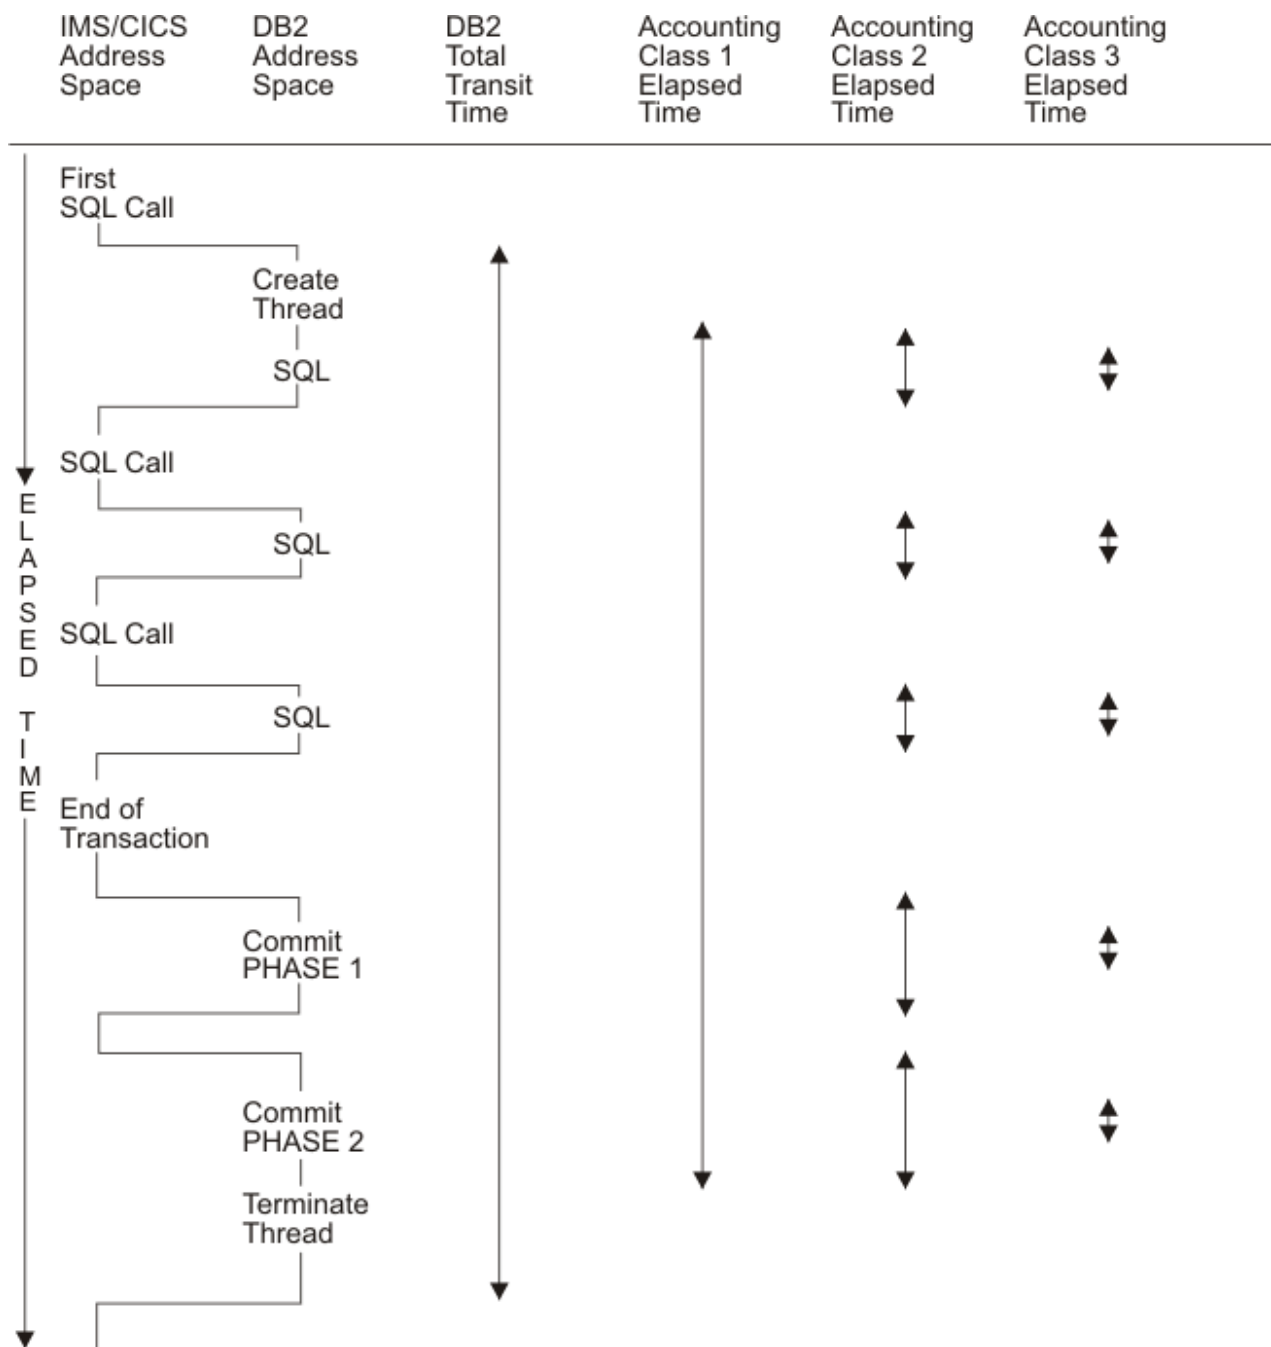 IMS/CICS
Address
Space
DB2
Address
Space
DB2
Total
Transit
Time
Accounting
Class 1
Elapsed
Time
Accounting
Class 2
Elapsed
Time
Accounting
Class 3
Elapsed
Time
First
SQL Call
Create
Thread
SQL
SQL Call
ELAPSED TIME
SQL
SQL Call
SQL
End of
Transaction
Commit
PHASE 1
Commit
PHASE 2
Terminate
Thread